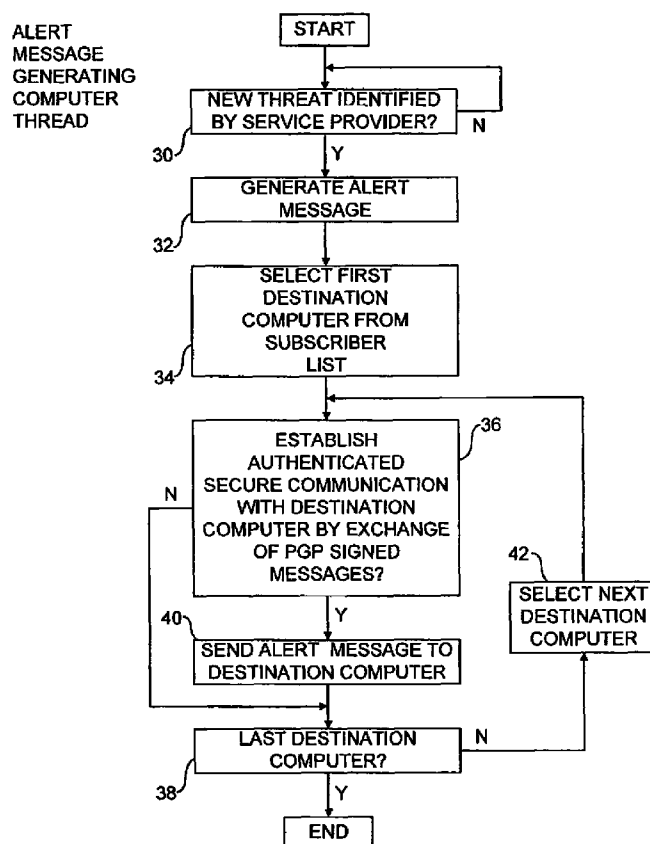 ALERT
MESSAGE
GENERATING
COMPUTER
THREAD
START
NEW THREAT IDENTIFIED
BY SERVICE PROVIDER?
N
30
Y
GENERATE ALERT
MESSAGE
32
SELECT FIRST
DESTINATION
COMPUTER FROM
SUBSCRIBER
LIST
34
36
ESTABLISH
AUTHENTICATED
SECURE COMMUNICATION
WITH DESTINATION
COMPUTER BY EXCHANGE
OF PGP SIGNED
MESSAGES?
N
42
SELECT NEXT
DESTINATION
COMPUTER
Y
40
SEND ALERT MESSAGE TO
DESTINATION COMPUTER
LAST DESTINATION
COMPUTER?
N
38
Y
END